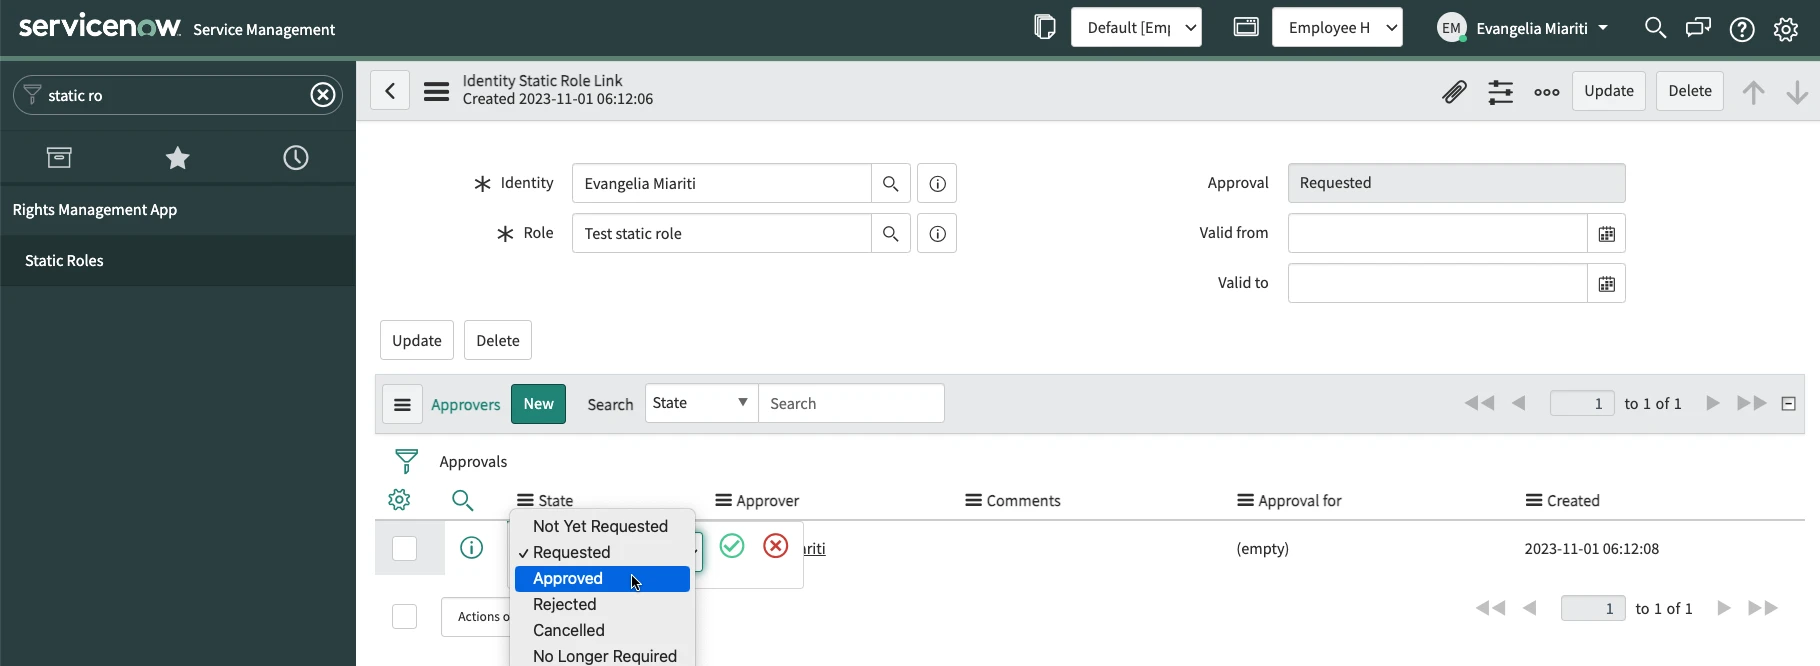 servicenow. Service Management
Default [Em
Employee H
EM Evangelia Miariti
static ro
Identity Static Role Link
Created 2023-11-01 06:12:06
Update Delete
Rights Management App
Static Roles
Identity Evangelia Miariti
Approval Requested
Role Test static role
Valid from
Valid to
Update Delete
Approvers New Search State Search
1 to 1 of 1
Approvals
State Approver Comments Approval for Created
Not Yet Requested
✓ Requested
Approved
Rejected
Cancelled
No Longer Required
riti (empty) 2023-11-01 06:12:08
Actions o
1 to 1 of 1